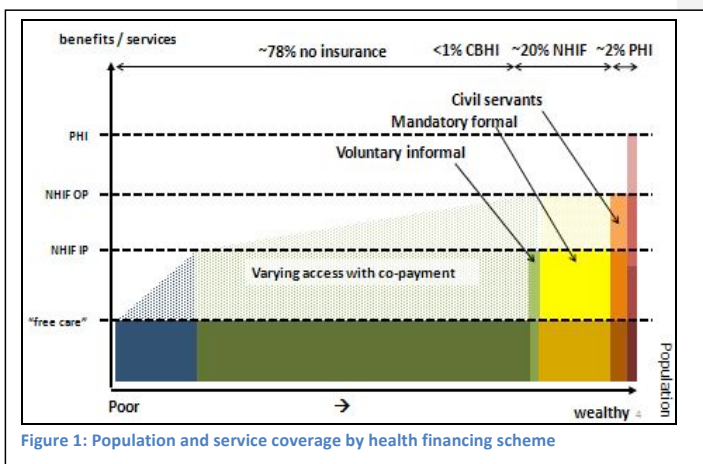 benefits / services
~78% no insurance
<1% CBHI
~20% NHIF
~2% PHI
Civil servants
Mandatory formal
Voluntary informal
PHI
NHIF OP
NHIF IP
Varying access with co-payment
"free care"
Population
Poor
→
wealthy 4
Figure 1: Population and service coverage by health financing scheme